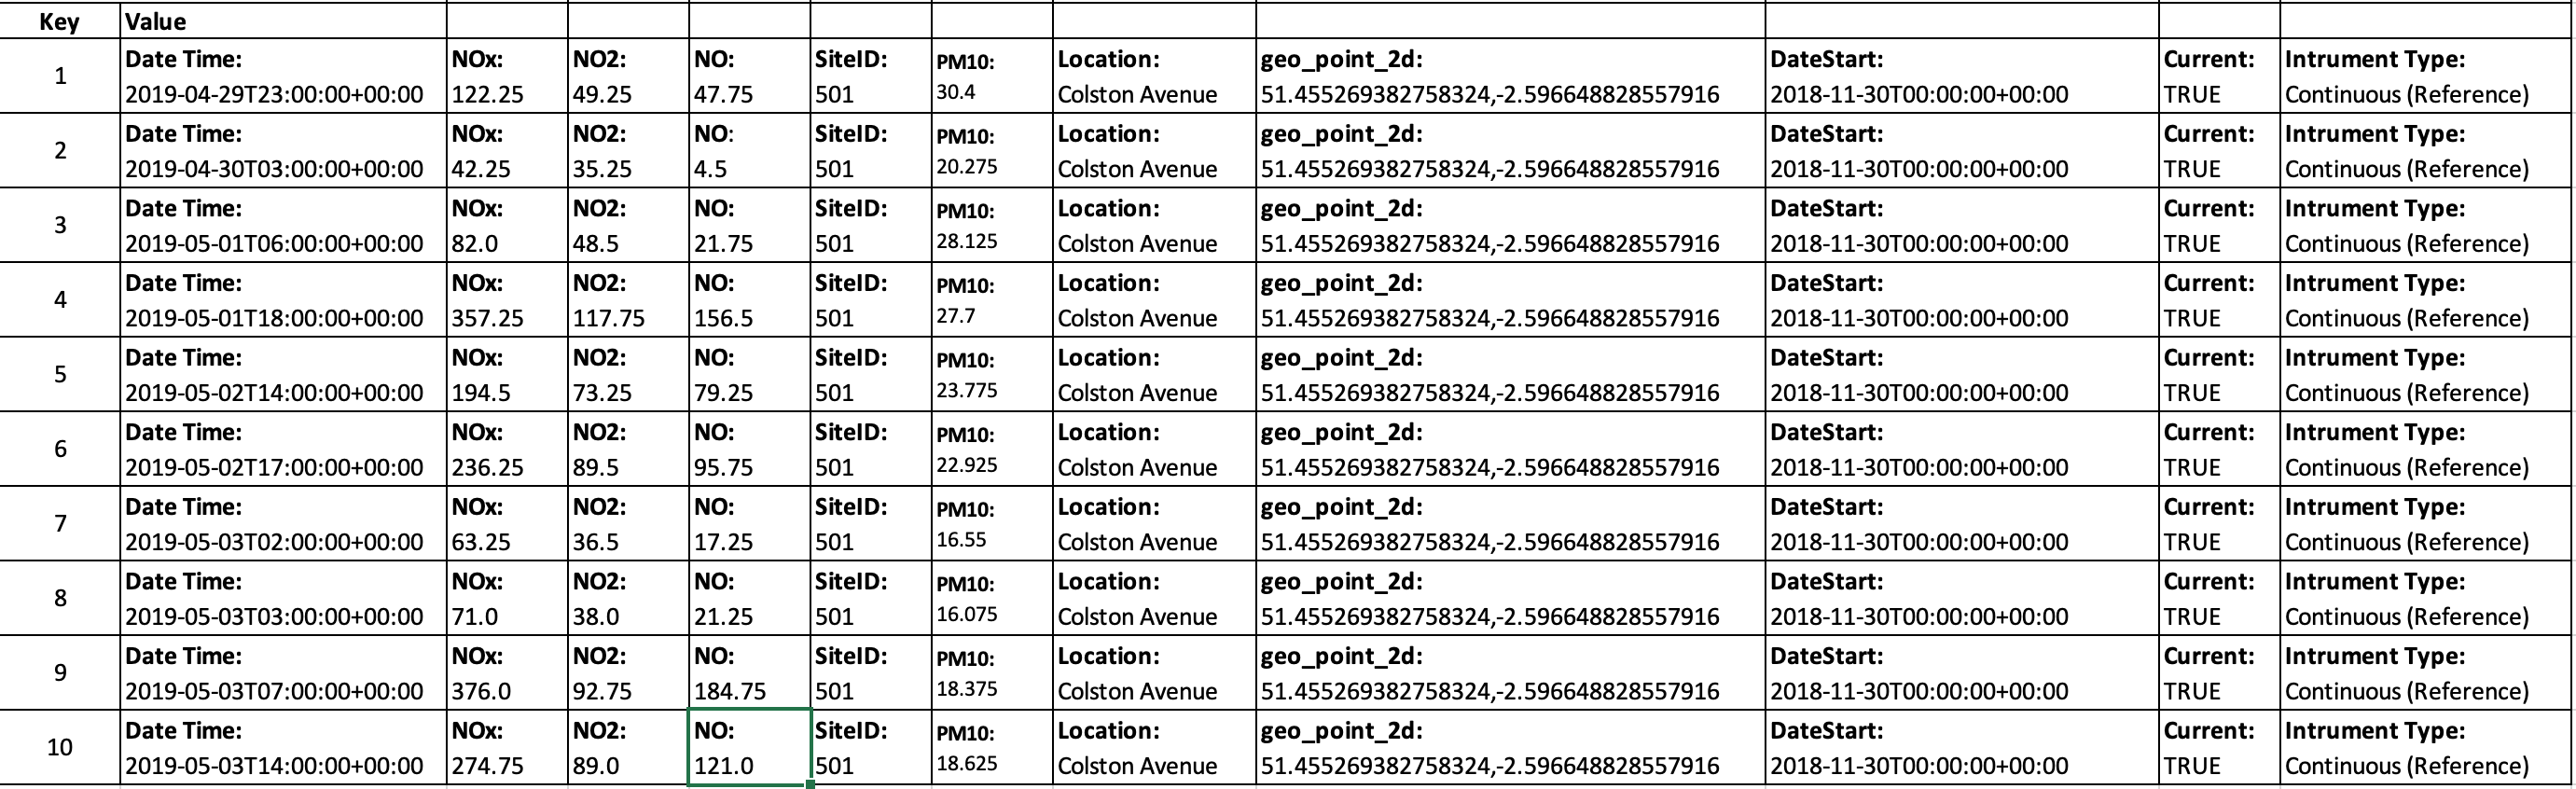 Key Value
Date Time: NOx: NO2: NO: SiteID: PM10: Location: geo_point_2d: DateStart: Current: Intrument Type:
1 2019-04-29T23:00:00+00:00 122.25 49.25 47.75 501 30.4 Colston Avenue 51.455269382758324,-2.596648828557916 2018-11-30T00:00:00+00:00 TRUE Continuous (Reference)
Date Time: NOx: NO2: NO: SiteID: PM10: Location: geo_point_2d: DateStart: Current: Intrument Type:
2 2019-04-30T03:00:00+00:00 42.25 35.25 4.5 501 20.275 Colston Avenue 51.455269382758324,-2.596648828557916 2018-11-30T00:00:00+00:00 TRUE Continuous (Reference)
Date Time: NOx: NO2: NO: SiteID: PM10: Location: geo_point_2d: DateStart: Current: Intrument Type:
3 2019-05-01T06:00:00+00:00 82.0 48.5 21.75 501 28.125 Colston Avenue 51.455269382758324,-2.596648828557916 2018-11-30T00:00:00+00:00 TRUE Continuous (Reference)
Date Time: NOx: NO2: NO: SiteID: PM10: Location: geo_point_2d: DateStart: Current: Intrument Type:
4 2019-05-01T18:00:00+00:00 357.25 117.75 156.5 501 27.7 Colston Avenue 51.455269382758324,-2.596648828557916 2018-11-30T00:00:00+00:00 TRUE Continuous (Reference)
Date Time: NOx: NO2: NO: SiteID: PM10: Location: geo_point_2d: DateStart: Current: Intrument Type:
5 2019-05-02T14:00:00+00:00 194.5 73.25 79.25 501 23.775 Colston Avenue 51.455269382758324,-2.596648828557916 2018-11-30T00:00:00+00:00 TRUE Continuous (Reference)
Date Time: NOx: NO2: NO: SiteID: PM10: Location: geo_point_2d: DateStart: Current: Intrument Type:
6 2019-05-02T17:00:00+00:00 236.25 89.5 95.75 501 22.925 Colston Avenue 51.455269382758324,-2.596648828557916 2018-11-30T00:00:00+00:00 TRUE Continuous (Reference)
Date Time: NOx: NO2: NO: SiteID: PM10: Location: geo_point_2d: DateStart: Current: Intrument Type:
7 2019-05-03T02:00:00+00:00 63.25 36.5 17.25 501 16.55 Colston Avenue 51.455269382758324,-2.596648828557916 2018-11-30T00:00:00+00:00 TRUE Continuous (Reference)
Date Time: NOx: NO2: NO: SiteID: PM10: Location: geo_point_2d: DateStart: Current: Intrument Type:
8 2019-05-03T03:00:00+00:00 71.0 38.0 21.25 501 16.075 Colston Avenue 51.455269382758324,-2.596648828557916 2018-11-30T00:00:00+00:00 TRUE Continuous (Reference)
Date Time: NOx: NO2: NO: SiteID: PM10: Location: geo_point_2d: DateStart: Current: Intrument Type:
9 2019-05-03T07:00:00+00:00 376.0 92.75 184.75 501 18.375 Colston Avenue 51.455269382758324,-2.596648828557916 2018-11-30T00:00:00+00:00 TRUE Continuous (Reference)
Date Time: NOx: NO2: NO: SiteID: PM10: Location: geo_point_2d: DateStart: Current: Intrument Type:
10 2019-05-03T14:00:00+00:00 274.75 89.0 121.0 501 18.625 Colston Avenue 51.455269382758324,-2.596648828557916 2018-11-30T00:00:00+00:00 TRUE Continuous (Reference)